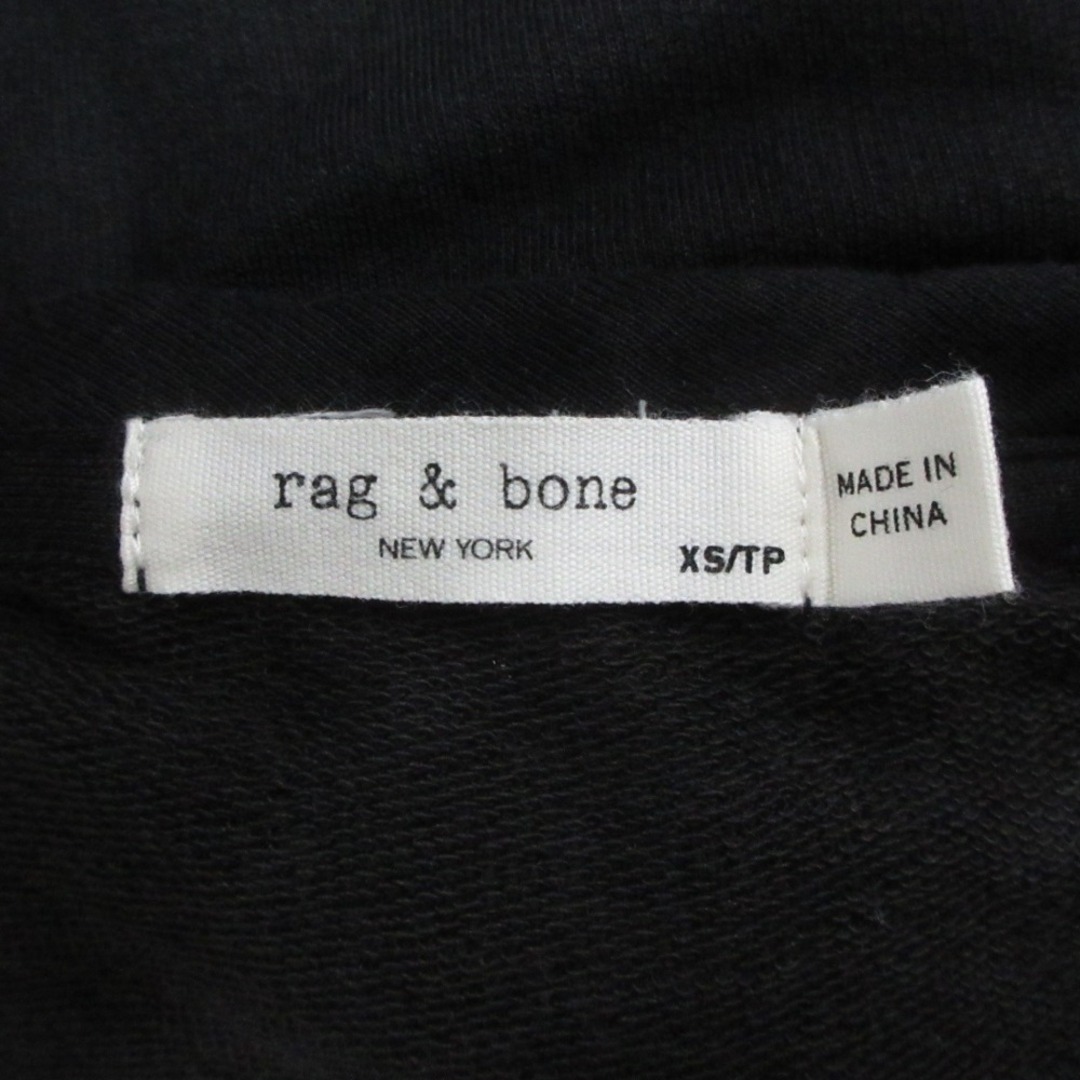 rag & bone
NEW YORK
XS/TP
MADE IN
CHINA